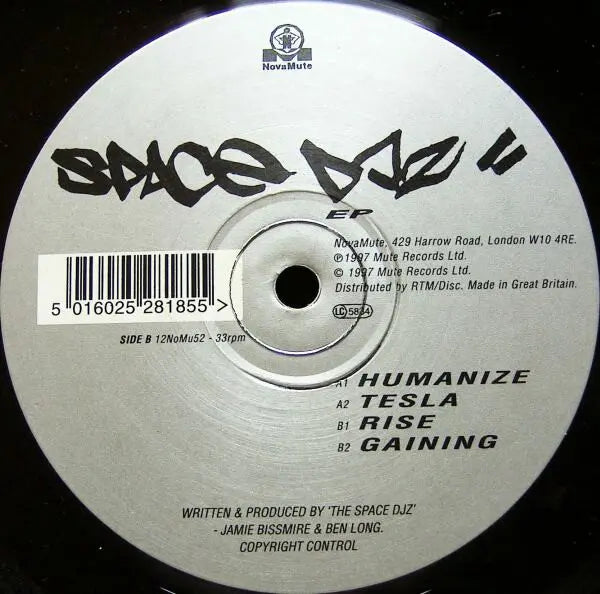 NovaMute
SPACE DJZ "
EP
NovaMute, 429 Harrow Road, London W10 4RE.
℗ 1997 Mute Records Ltd.
© 1997 Mute Records Ltd.
Distributed by RTM/Disc. Made in Great Britain.
LC 5834
5 016025 281855 >
SIDE B 12NoMu52 - 33rpm
A1 HUMANIZE
A2 TESLA
B1 RISE
B2 GAINING
WRITTEN & PRODUCED BY 'THE SPACE DJZ'
- JAMIE BISSMIRE & BEN LONG.
COPYRIGHT CONTROL